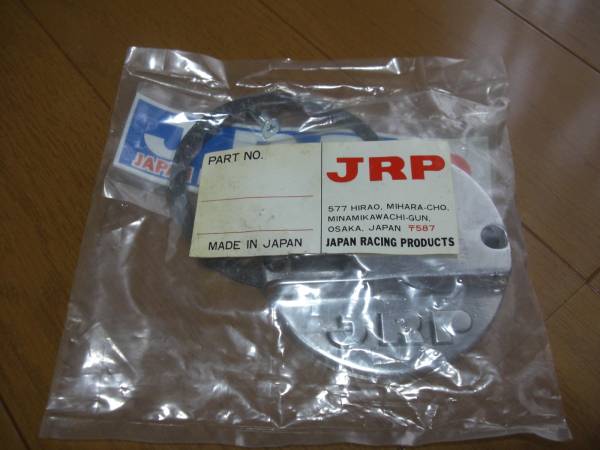 PART NO.
MADE IN JAPAN
JRP
577 HIRAO, MIHARA-CHO,
MINAMIKAWACHI-GUN,
OSAKA, JAPAN 〒587
JAPAN RACING PRODUCTS
J
JAPAN
JRP